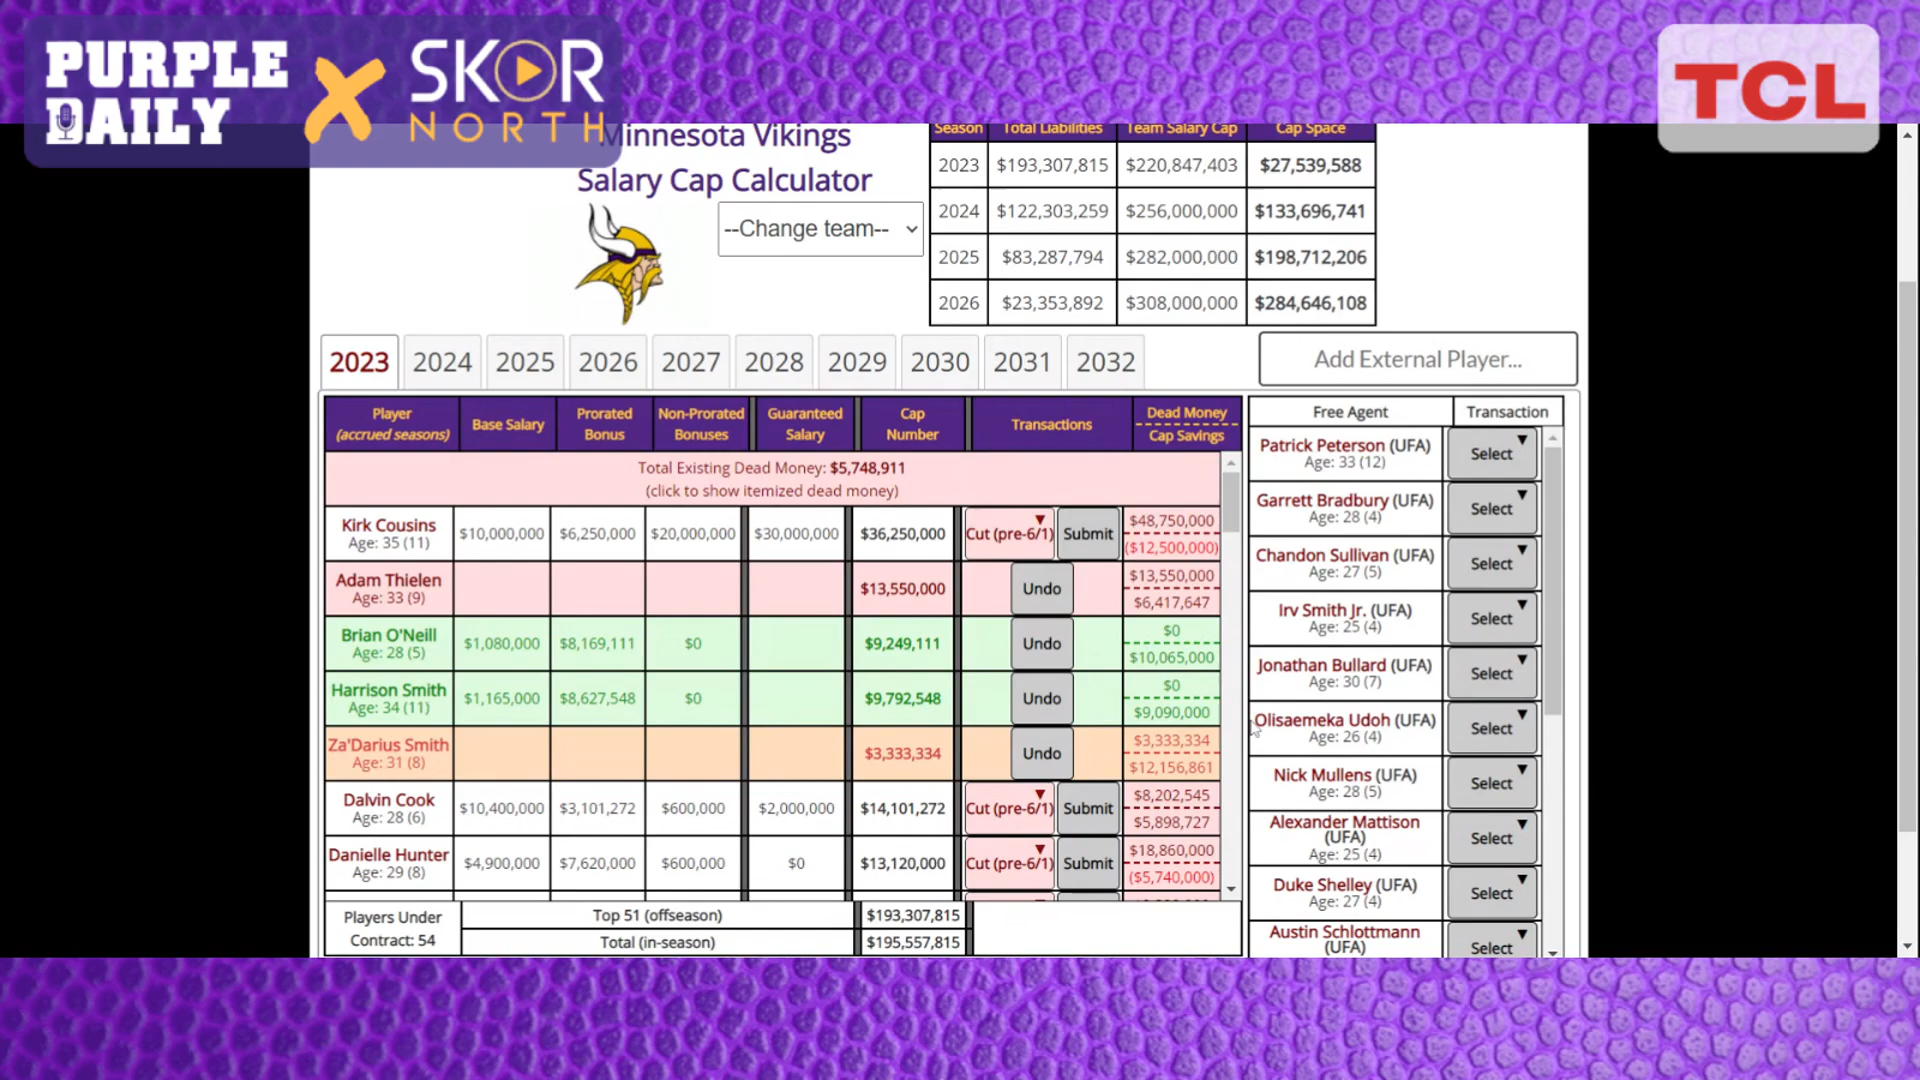 PURPLE DAILY X SKOR NORTH
TCL
Minnesota Vikings
Salary Cap Calculator
--Change team--
Season Total Liabilities Team Salary Cap Cap Space
2023 $193,307,815 $220,847,403 $27,539,588
2024 $122,303,259 $256,000,000 $133,696,741
2025 $83,287,794 $282,000,000 $198,712,206
2026 $23,353,892 $308,000,000 $284,646,108
2023 2024 2025 2026 2027 2028 2029 2030 2031 2032
Add External Player...
Player (accrued seasons) Base Salary Prorated Bonus Non-Prorated Bonuses Guaranteed Salary Cap Number Transactions Dead Money Cap Savings
Total Existing Dead Money: $5,748,911
(click to show itemized dead money)
Kirk Cousins Age: 35 (11) $10,000,000 $6,250,000 $20,000,000 $30,000,000 $36,250,000 Cut (pre-6/1) Submit $48,750,000 ($12,500,000)
Adam Thielen Age: 33 (9) $13,550,000 Undo $13,550,000 $6,417,647
Brian O'Neill Age: 28 (5) $1,080,000 $8,169,111 $0 $9,249,111 Undo $0 $10,065,000
Harrison Smith Age: 34 (11) $1,165,000 $8,627,548 $0 $9,792,548 Undo $0 $9,090,000
Za'Darius Smith Age: 31 (8) $3,333,334 Undo $3,333,334 $12,156,861
Dalvin Cook Age: 28 (6) $10,400,000 $3,101,272 $600,000 $2,000,000 $14,101,272 Cut (pre-6/1) Submit $8,202,545 $5,898,727
Danielle Hunter Age: 29 (8) $4,900,000 $7,620,000 $600,000 $0 $13,120,000 Cut (pre-6/1) Submit $18,860,000 ($5,740,000)
Players Under Contract: 54
Top 51 (offseason) $193,307,815
Total (in-season) $195,557,815
Free Agent Transaction
Patrick Peterson (UFA) Age: 33 (12) Select
Garrett Bradbury (UFA) Age: 28 (4) Select
Chandon Sullivan (UFA) Age: 27 (5) Select
Irv Smith Jr. (UFA) Age: 25 (4) Select
Jonathan Bullard (UFA) Age: 30 (7) Select
Olisaemeka Udoh (UFA) Age: 26 (4) Select
Nick Mullens (UFA) Age: 28 (5) Select
Alexander Mattison (UFA) Age: 25 (4) Select
Duke Shelley (UFA) Age: 27 (4) Select
Austin Schlottmann (UFA) Select